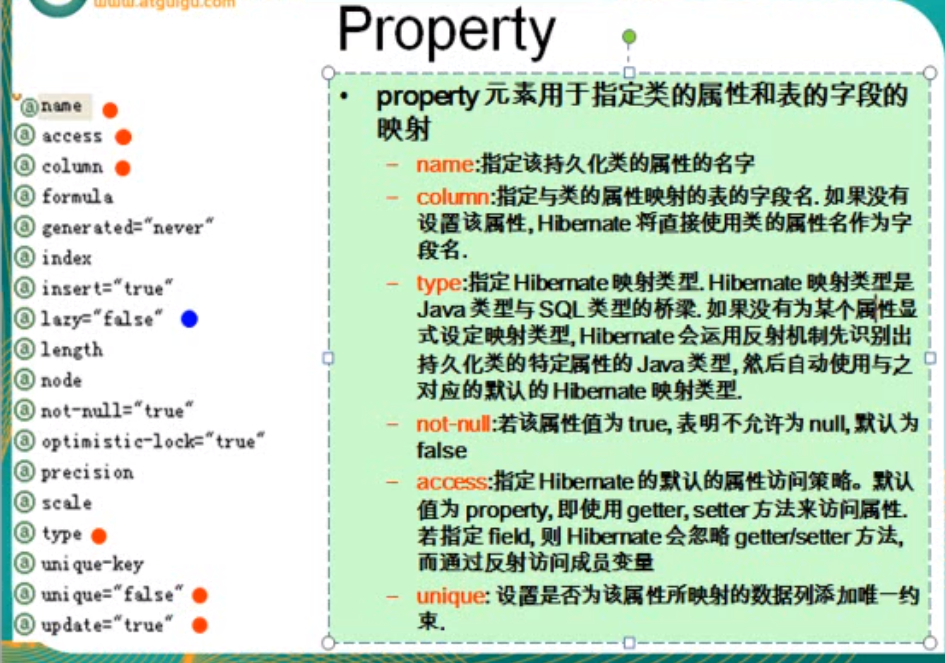 www.atguigu.com
Property
name
access
column
formula
generated="never"
index
insert="true"
lazy="false"
length
node
not-null="true"
optimistic-lock="true"
precision
scale
type
unique-key
unique="false"
update="true"
• property 元素用于指定类的属性和表的字段的
映射
– name:指定该持久化类的属性的名字
– column:指定与类的属性映射的表的字段名. 如果没有
设置该属性, Hibernate 将直接使用类的属性名作为字
段名.
– type:指定 Hibernate 映射类型. Hibernate 映射类型是
Java 类型与 SQL 类型的桥梁. 如果没有为某个属性显
式设定映射类型, Hibernate 会运用反射机制先识别出
持久化类的特定属性的 Java 类型, 然后自动使用与之
对应的默认的 Hibernate 映射类型.
– not-null:若该属性值为 true, 表明不允许为 null, 默认为
false
– access:指定 Hibernate 的默认的属性访问策略。默认
值为 property, 即使用 getter, setter 方法来访问属性.
若指定 field, 则 Hibernate 会忽略 getter/setter 方法,
而通过反射访问成员变量
– unique: 设置是否为该属性所映射的数据列添加唯一约
束.